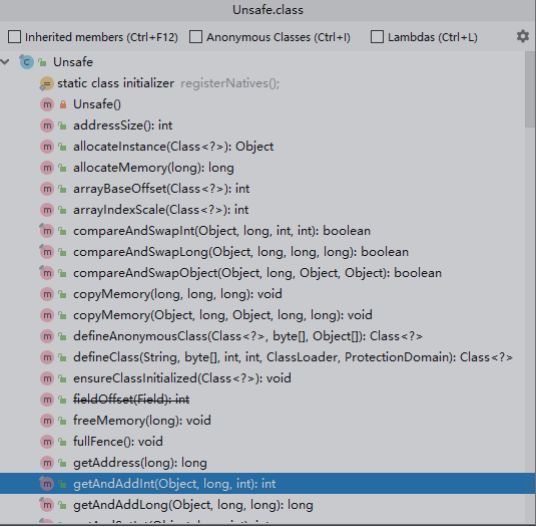 Unsafe.class
Inherited members (Ctrl+F12) Anonymous Classes (Ctrl+I) Lambdas (Ctrl+L)
Unsafe
static class initializer registerNatives();
Unsafe()
addressSize(): int
allocateInstance(Class<?>): Object
allocateMemory(long): long
arrayBaseOffset(Class<?>): int
arrayIndexScale(Class<?>): int
compareAndSwapInt(Object, long, int, int): boolean
compareAndSwapLong(Object, long, long, long): boolean
compareAndSwapObject(Object, long, Object, Object): boolean
copyMemory(long, long, long): void
copyMemory(Object, long, Object, long, long): void
defineAnonymousClass(Class<?>, byte[], Object[]): Class<?>
defineClass(String, byte[], int, int, ClassLoader, ProtectionDomain): Class<?>
ensureClassInitialized(Class<?>): void
fieldOffset(Field): int
freeMemory(long): void
fullFence(): void
getAddress(long): long
getAndAddInt(Object, long, int): int
getAndAddLong(Object, long, long): long